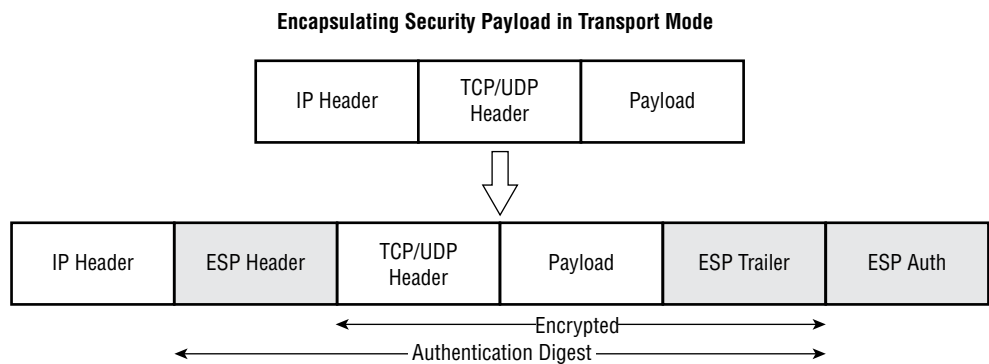 Encapsulating Security Payload in Transport Mode
IP Header
TCP/UDP
Header
Payload
IP Header
ESP Header
TCP/UDP
Header
Payload
ESP Trailer
ESP Auth
Encrypted
Authentication Digest